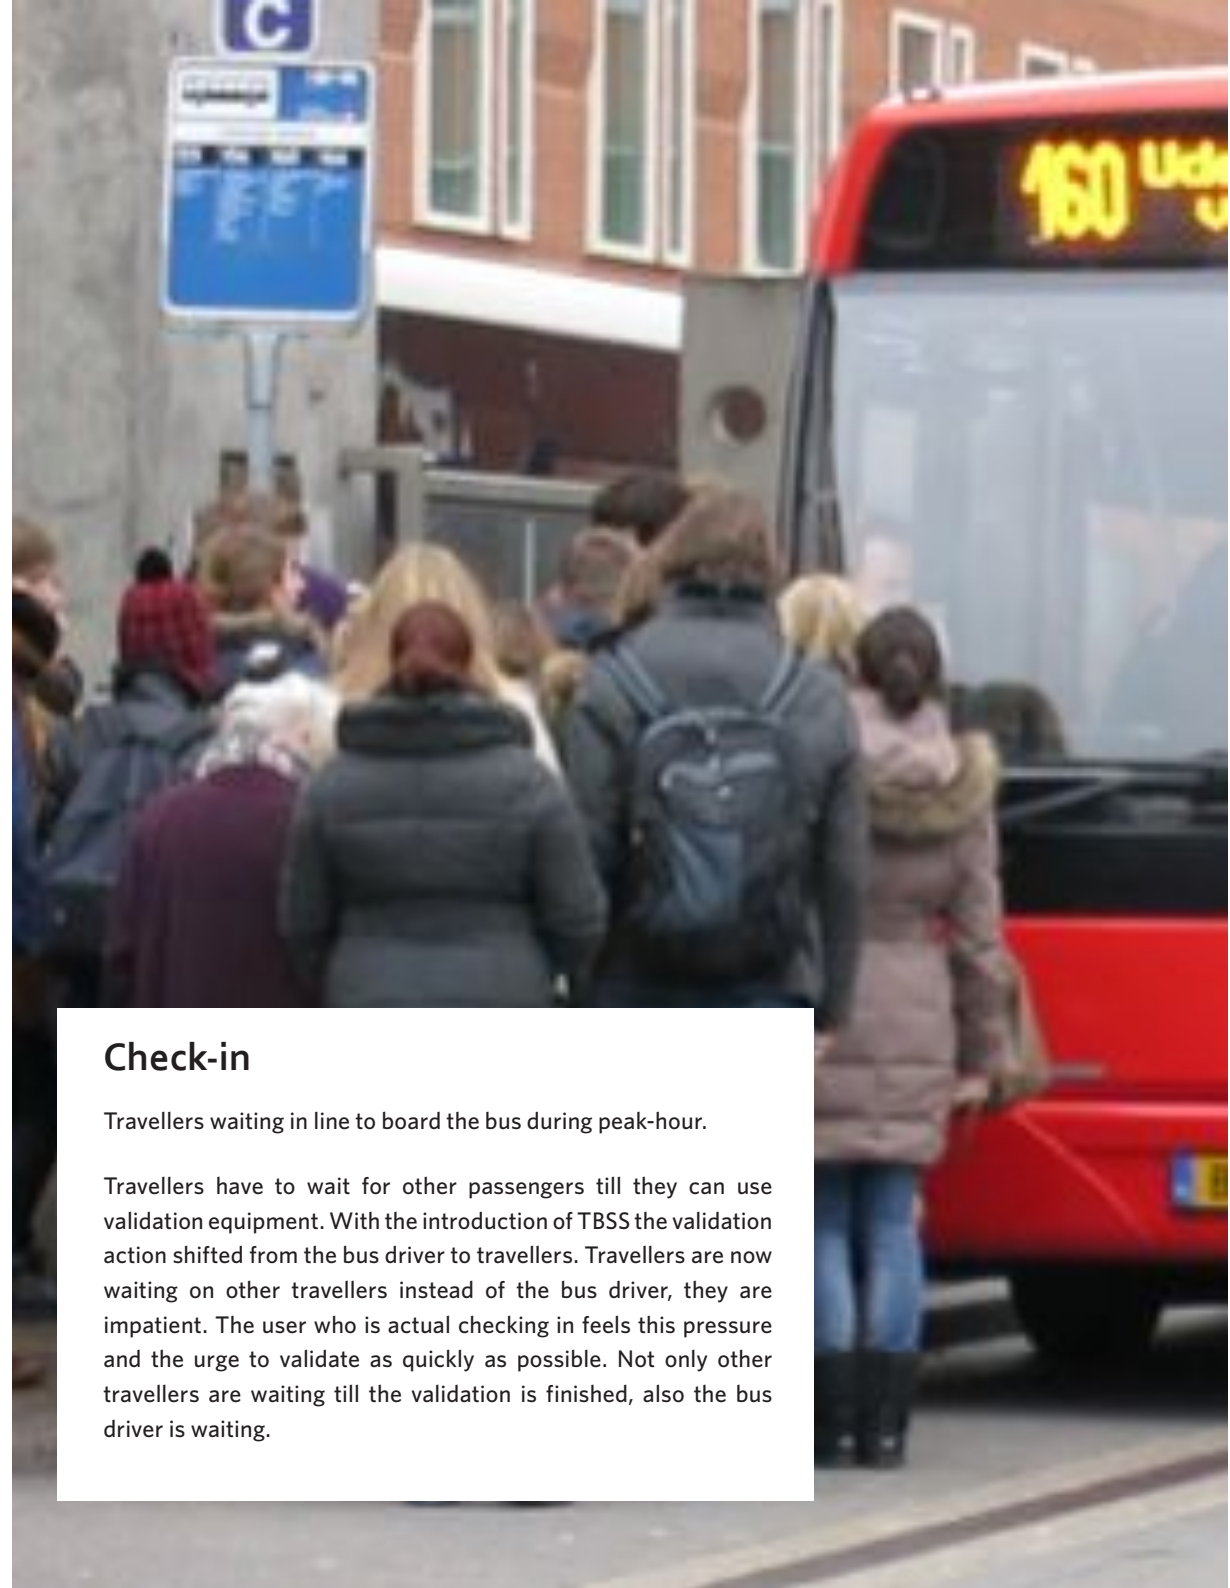 C
160 Ude
Check-in
Travellers waiting in line to board the bus during peak-hour.
Travellers have to wait for other passengers till they can use
validation equipment. With the introduction of TBSS the validation
action shifted from the bus driver to travellers. Travellers are now
waiting on other travellers instead of the bus driver, they are
impatient. The user who is actual checking in feels this pressure
and the urge to validate as quickly as possible. Not only other
travellers are waiting till the validation is finished, also the bus
driver is waiting.